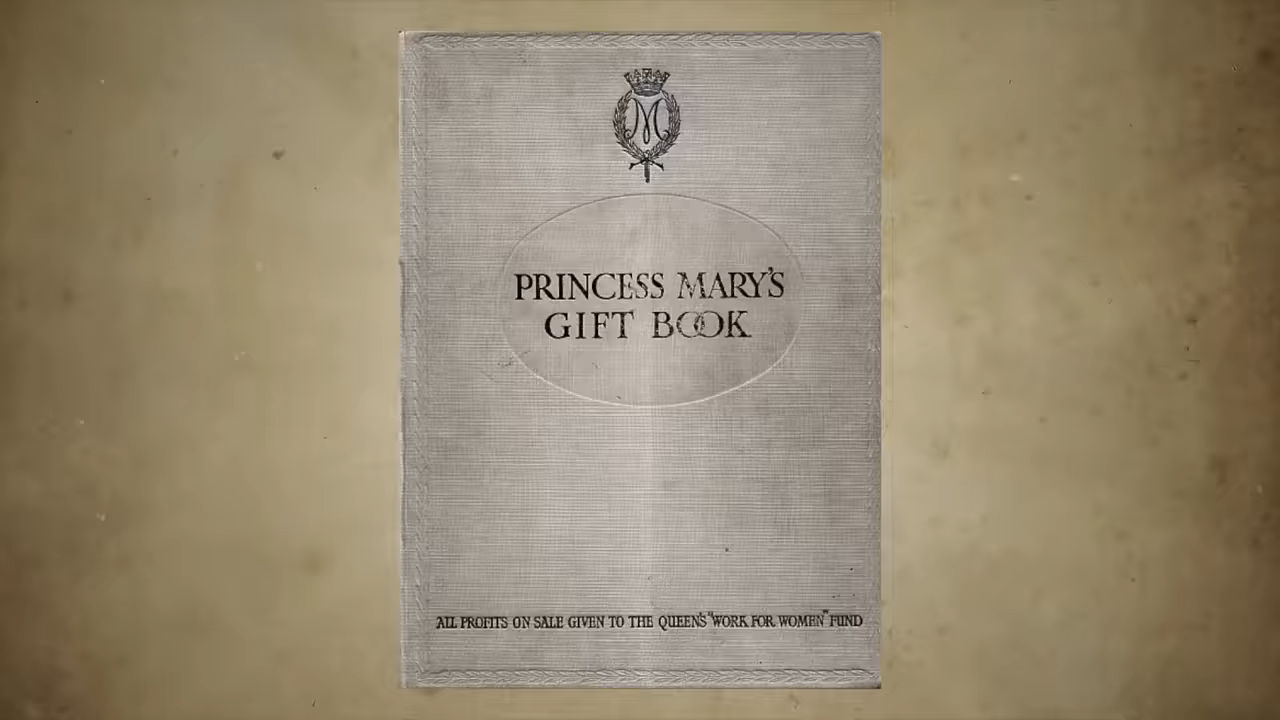 M
PRINCESS MARY'S
GIFT BOOK
ALL PROFITS ON SALE GIVEN TO THE QUEEN'S "WORK FOR WOMEN" FUND